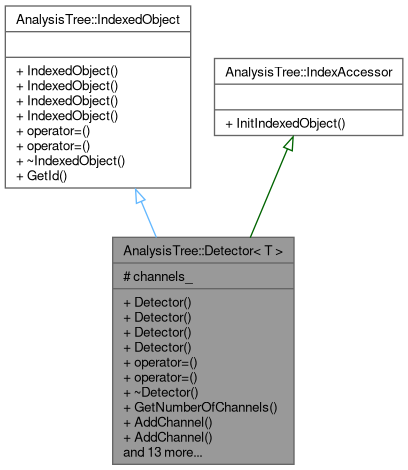 AnalysisTree::IndexedObject
+ IndexedObject()
+ IndexedObject()
+ IndexedObject()
+ IndexedObject()
+ operator=()
+ operator=()
+ ~IndexedObject()
+ GetId()
AnalysisTree::IndexAccessor
+ InitIndexedObject()
AnalysisTree::Detector< T >
# channels_
+ Detector()
+ Detector()
+ Detector()
+ Detector()
+ operator=()
+ operator=()
+ ~Detector()
+ GetNumberOfChannels()
+ AddChannel()
+ AddChannel()
and 13 more...